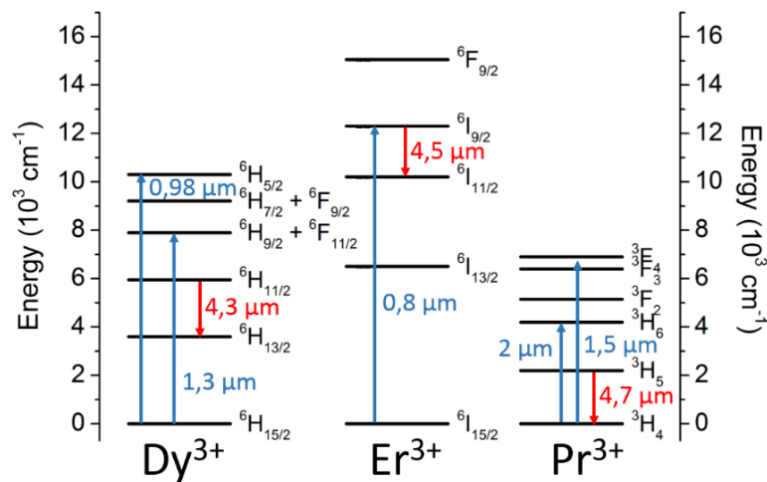 Energy (10³ cm⁻¹)
16
14
12
10
8
6
4
2
0
⁶H₅/₂
0,98 µm
⁶H₇/₂ + ⁶F₉/₂
⁶H₉/₂ + ⁶F₁₁/₂
⁶H₁₁/₂
4,3 µm
⁶H₁₃/₂
1,3 µm
⁶H₁₅/₂
Dy³⁺
⁶F₉/₂
⁶I₉/₂
4,5 µm
⁶I₁₁/₂
⁶I₁₃/₂
0,8 µm
⁶I₁₅/₂
Er³⁺
³F₄
³F₃
³F₂
³H₆
2 µm
1,5 µm
³H₅
4,7 µm
³H₄
Pr³⁺
16
14
12
10
8
6
4
2
0
Energy (10³ cm⁻¹)